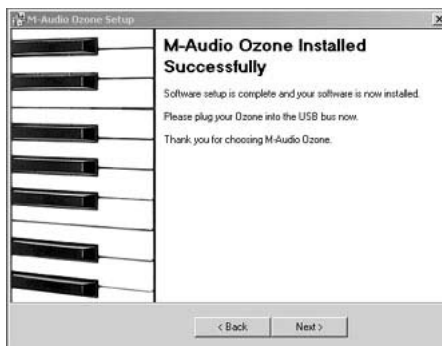 M-Audio Ozone Setup
M-Audio Ozone Installed
Successfully
Software setup is complete and your software is now installed.
Please plug your Ozone into the USB bus now.
Thank you for choosing M-Audio Ozone.
< Back
Next >